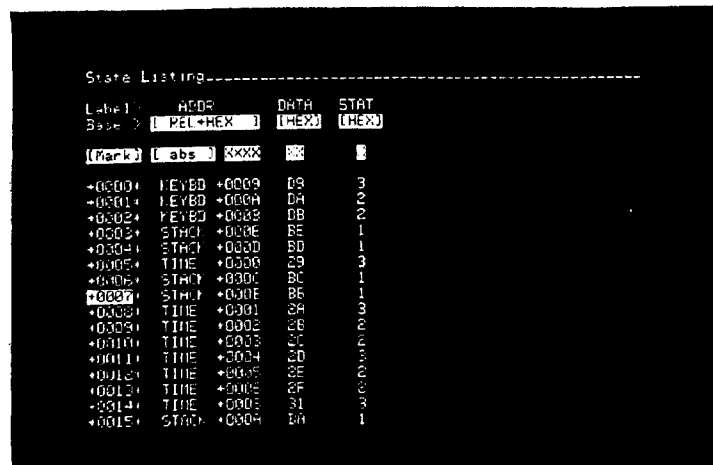 State Listing
Label> ADDR DATA STAT
Base > [ REL+HEX ] [HEX] [HEX]
[Mark] [ abs ] XXXX XX X
+0000+ KEYBD +0009 D9 3
+0001+ KEYBD +000A DA 2
+0002+ KEYBD +000B DB 2
+0003+ STACK +000E BE 1
+0004+ STACK +000D BD 1
+0005+ TIME +0000 29 3
+0006+ STACK +000C BC 1
+0007+ STACK 1
+0008+ TIME +0001 2A 3
+0009+ TIME +0002 2B 2
+0010+ TIME +0003 2C 2
+0011+ TIME +0004 2D 3
+0012+ TIME +0005 2E 2
+0013+ TIME 2F 2
+0014+ TIME 31 3
+0015+ STACK +000A BA 1